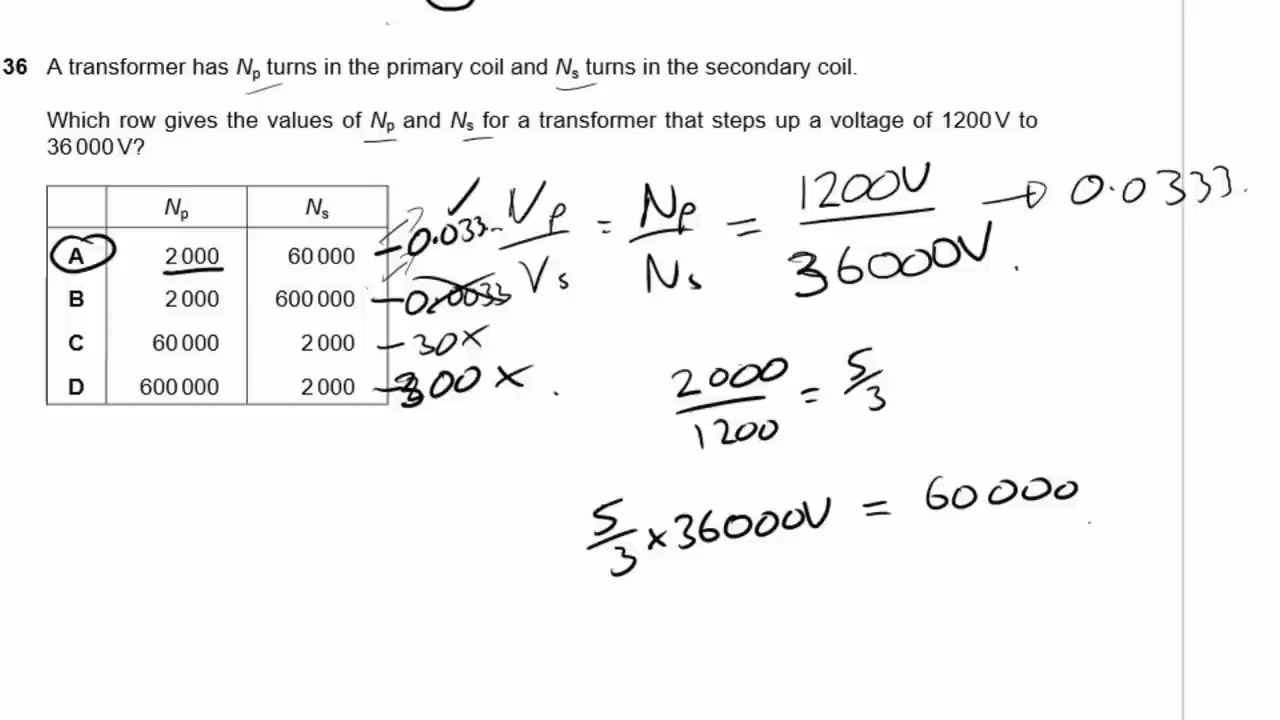 36 A transformer has Np turns in the primary coil and Ns turns in the secondary coil.
Which row gives the values of Np and Ns for a transformer that steps up a voltage of 1200 V to
36 000 V?
Np Ns
A 2 000 60 000 - 0.033..
B 2 000 600 000 - 0.0033
C 60 000 2 000 - 30 x
D 600 000 2 000 - 300 x .
✓ Vp/Vs = Np/Ns = 1200V/36000V → 0.0333.
2000/1200 = 5/3
5/3 x 36000V = 60 000